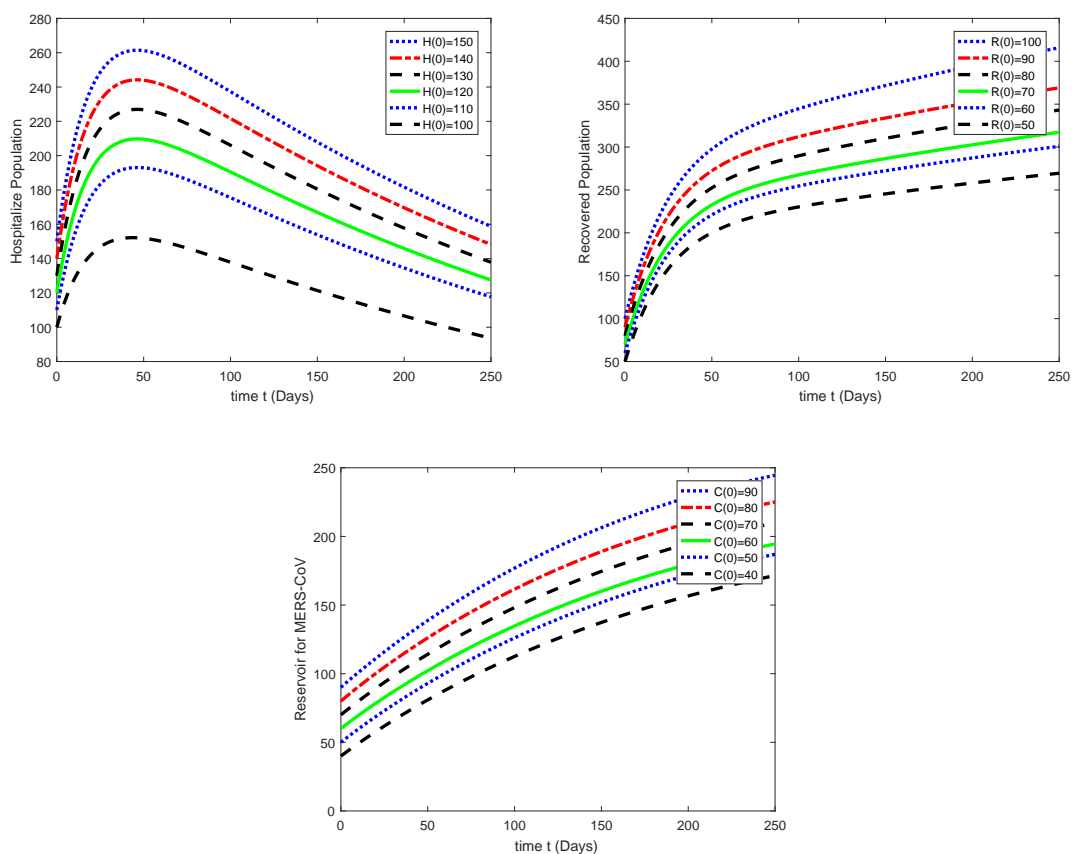 Hospitalize Population
280
260
240
220
200
180
160
140
120
100
80
0 50 100 150 200 250
time t (Days)
H(0)=150
H(0)=140
H(0)=130
H(0)=120
H(0)=110
H(0)=100
Recovered Population
450
400
350
300
250
200
150
100
50
0 50 100 150 200 250
time t (Days)
R(0)=100
R(0)=90
R(0)=80
R(0)=70
R(0)=60
R(0)=50
Reservoir for MERS-CoV
250
200
150
100
50
0
0 50 100 150 200 250
time t (Days)
C(0)=90
C(0)=80
C(0)=70
C(0)=60
C(0)=50
C(0)=40